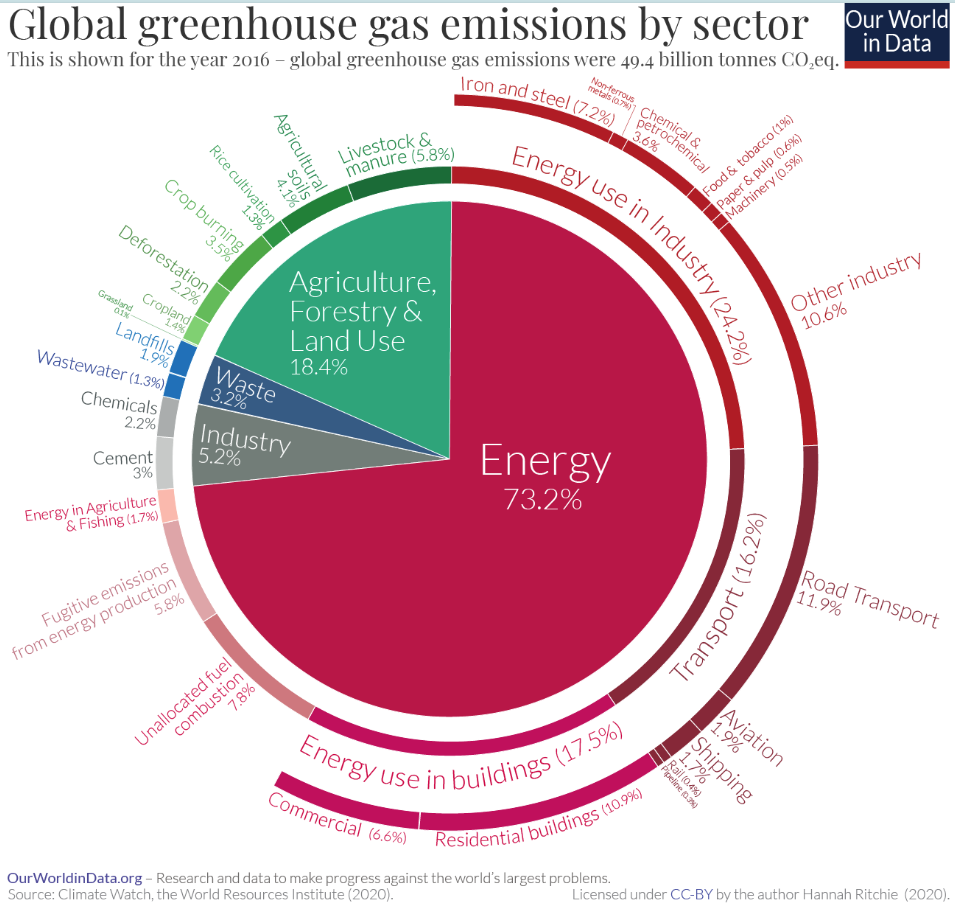 Global greenhouse gas emissions by sector
Our World
in Data
This is shown for the year 2016 – global greenhouse gas emissions were 49.4 billion tonnes CO₂eq.
Iron and steel (7.2%)
Non-ferrous
metals (0.7%)
Chemical &
petrochemical
3.6%
Food & tobacco (1%)
Paper & pulp (0.6%)
Machinery (0.5%)
Other industry
10.6%
Energy use in Industry (24.2%)
Road Transport
11.9%
Aviation
1.9%
Shipping
1.7%
Rail (0.4%)
Pipeline (0.3%)
Transport (16.2%)
Residential buildings (10.9%)
Commercial (6.6%)
Energy use in buildings (17.5%)
Unallocated fuel
combustion
7.8%
Fugitive emissions
from energy production
5.8%
Energy in Agriculture
& Fishing (1.7%)
Cement
3%
Chemicals
2.2%
Wastewater (1.3%)
Landfills
1.9%
Grassland
0.1%
Cropland
1.4%
Deforestation
2.2%
Crop burning
3.5%
Rice cultivation
1.3%
Agricultural
soils
4.1%
Livestock &
manure (5.8%)
Agriculture,
Forestry &
Land Use
18.4%
Waste
3.2%
Industry
5.2%
Energy
73.2%
OurWorldinData.org – Research and data to make progress against the world's largest problems.
Source: Climate Watch, the World Resources Institute (2020).
Licensed under CC-BY by the author Hannah Ritchie (2020).